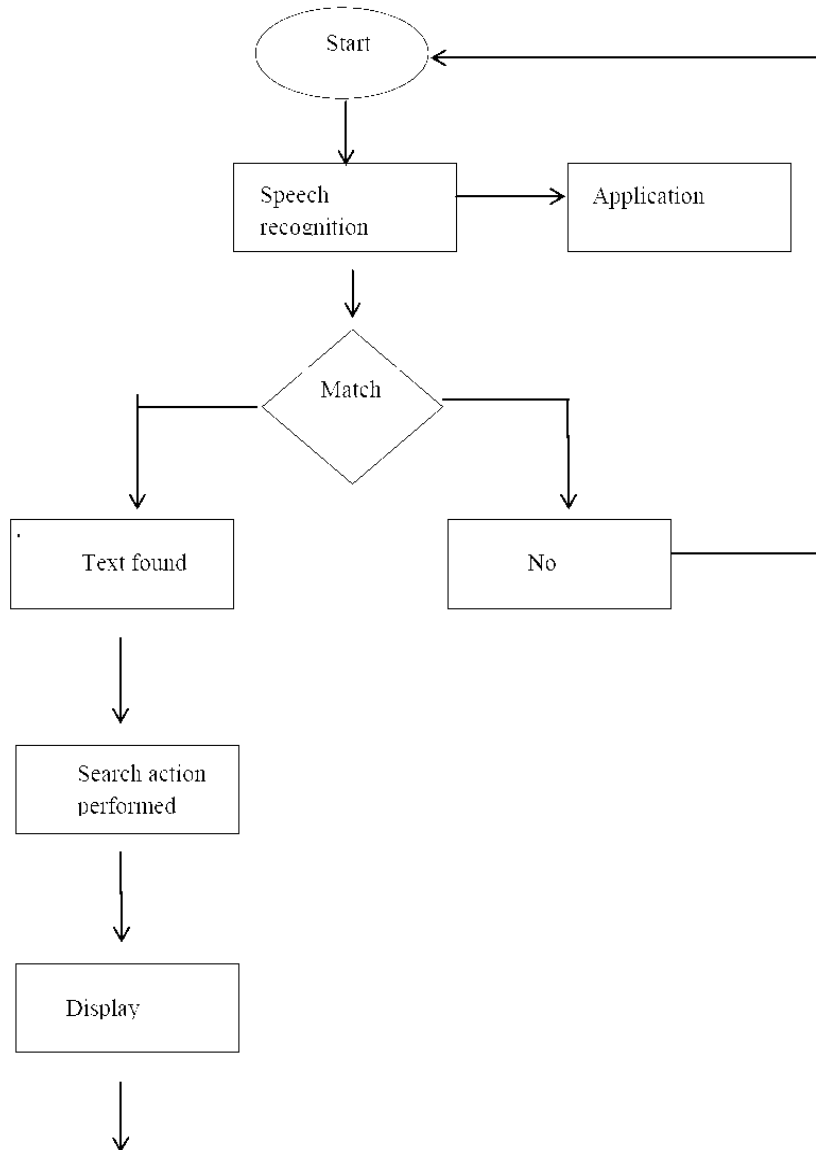 Start
Speech
recognition
Application
Match
Text found
No
Search action
performed
Display